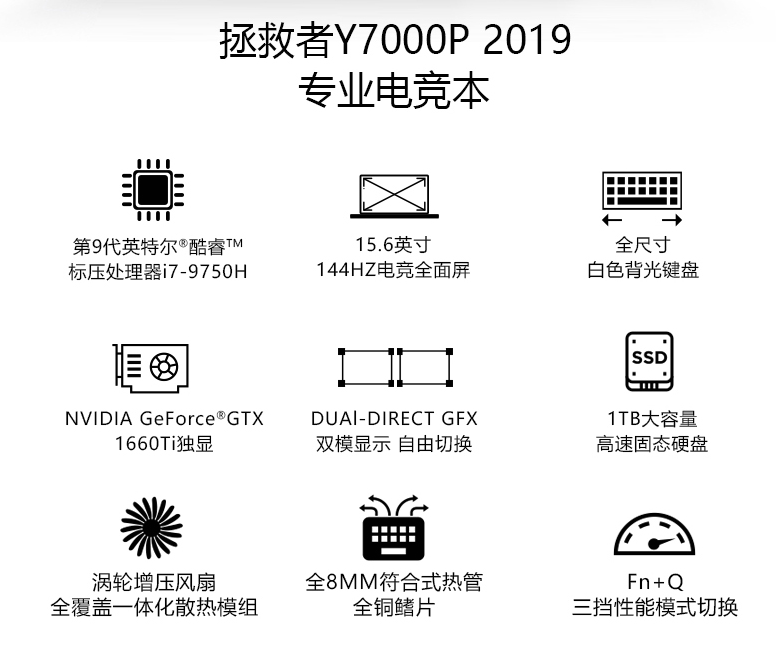 拯救者Y7000P 2019
专业电竞本
第9代英特尔®酷睿™
标压处理器i7-9750H
15.6英寸
144HZ电竞全面屏
全尺寸
白色背光键盘
NVIDIA GeForce®GTX
1660Ti独显
DUAl-DIRECT GFX
双模显示 自由切换
SSD
1TB大容量
高速固态硬盘
涡轮增压风扇
全覆盖一体化散热模组
全8MM符合式热管
全铜鳍片
Fn+Q
三挡性能模式切换